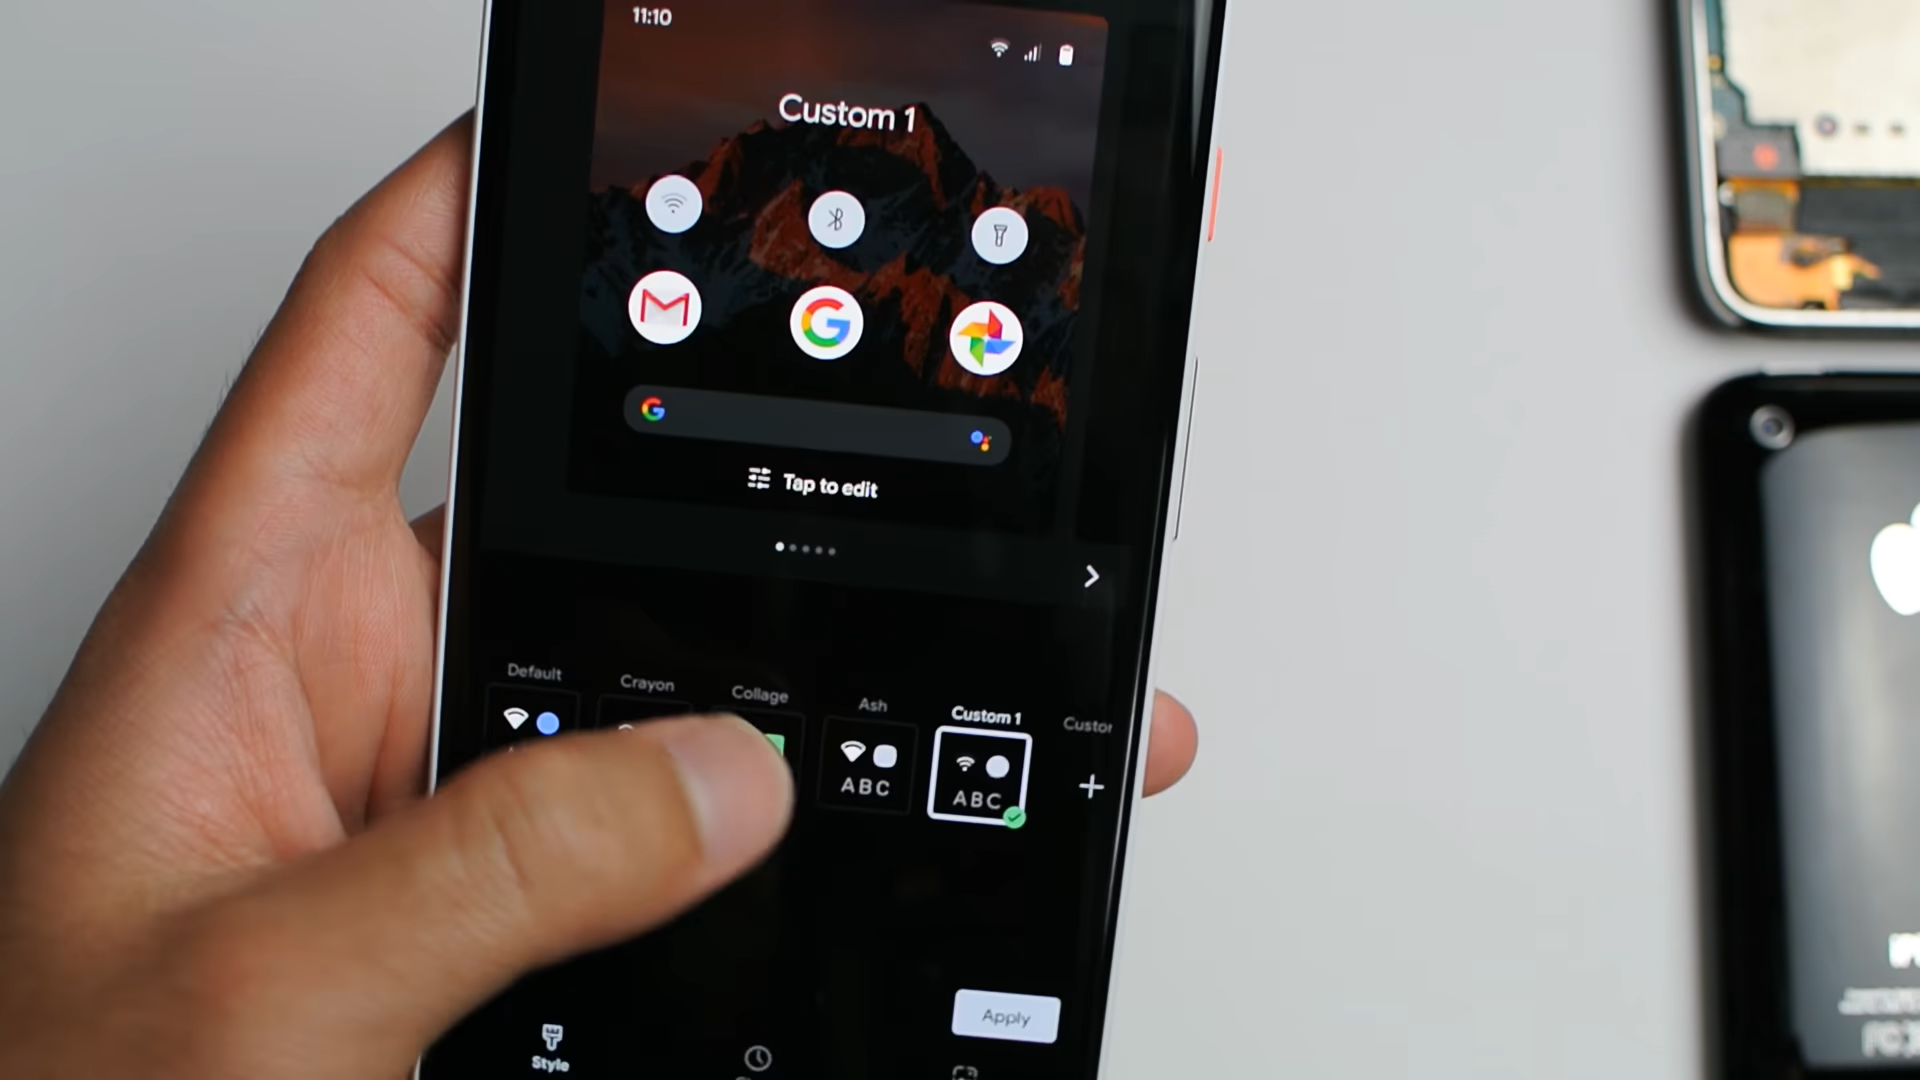 11:10
Custom 1
Tap to edit
Default
Crayon
Collage
Ash
Custom 1
Custor
ABC
ABC
Apply
Style